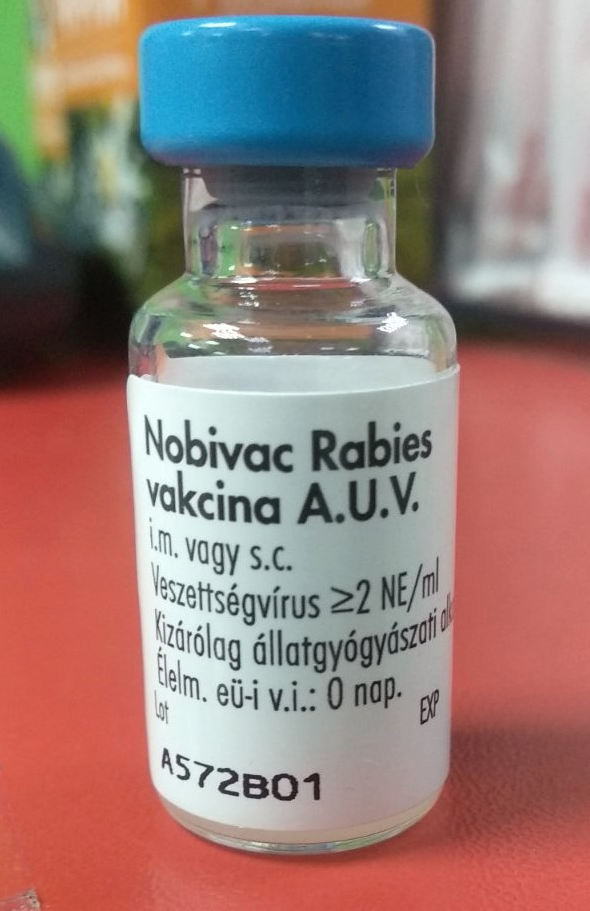 Nobivac Rabies
vakcina A.U.V.
i.m. vagy s.c.
Veszettségvírus ≥2 NE/ml
Kizárólag állatgyógyászati
Élelm. eü-i v.i.: 0 nap.
Lot EXP
A572B01